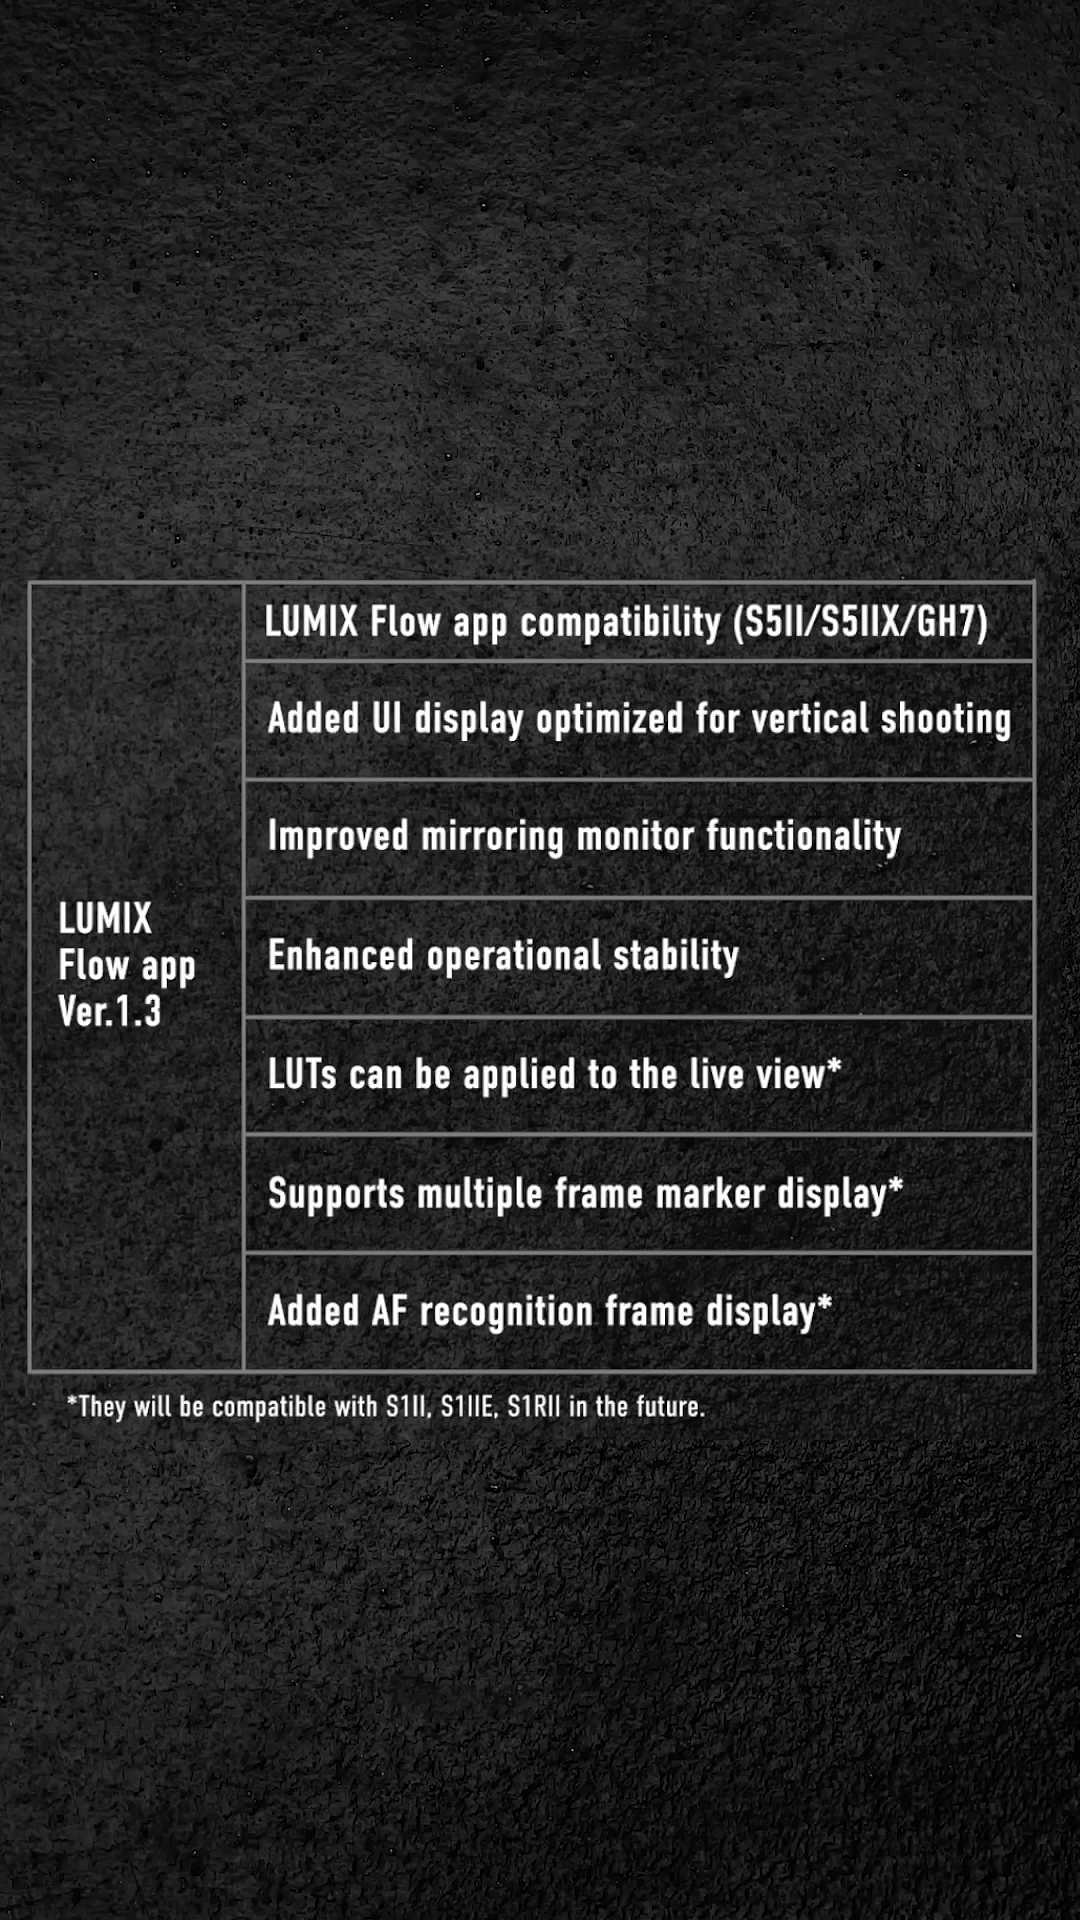 LUMIX Flow app compatibility (S5II/S5IIX/GH7)
Added UI display optimized for vertical shooting
Improved mirroring monitor functionality
Enhanced operational stability
LUMIX
Flow app
Ver.1.3
LUTs can be applied to the live view*
Supports multiple frame marker display*
Added AF recognition frame display*
*They will be compatible with S1II, S1IIE, S1RII in the future.